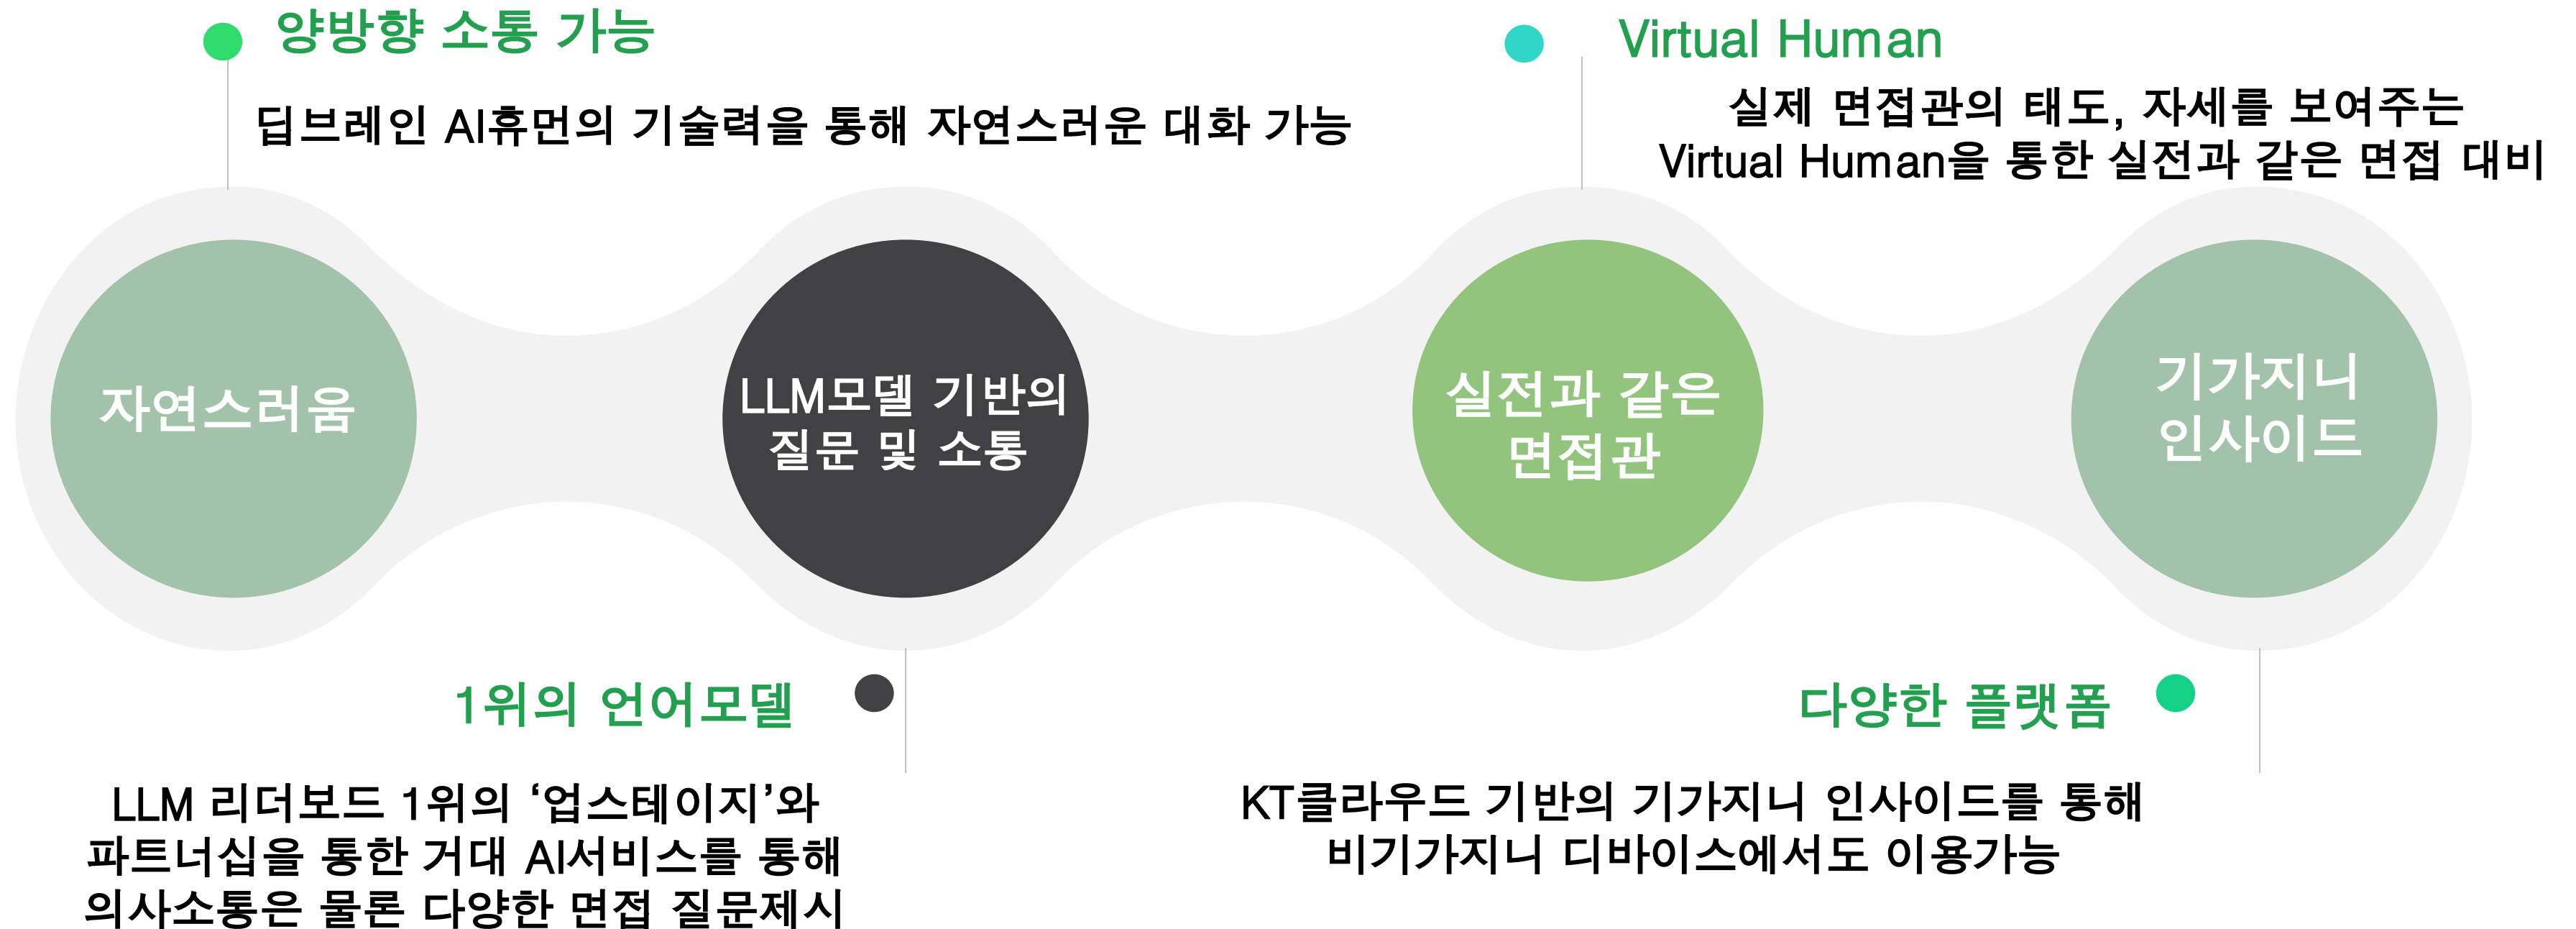 양방향 소통 가능
딥브레인 AI휴먼의 기술력을 통해 자연스러운 대화 가능
Virtual Human
실제 면접관의 태도, 자세를 보여주는
Virtual Human을 통한 실전과 같은 면접 대비
자연스러움
LLM모델 기반의
질문 및 소통
실전과 같은
면접관
기가지니
인사이드
1위의 언어모델
LLM 리더보드 1위의 ‘업스테이지’와
파트너십을 통한 거대 AI서비스를 통해
의사소통은 물론 다양한 면접 질문제시
다양한 플랫폼
KT클라우드 기반의 기가지니 인사이드를 통해
비기가지니 디바이스에서도 이용가능